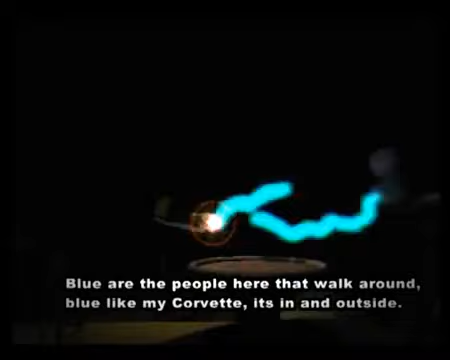 Blue are the people here that walk around,
blue like my Corvette, its in and outside.